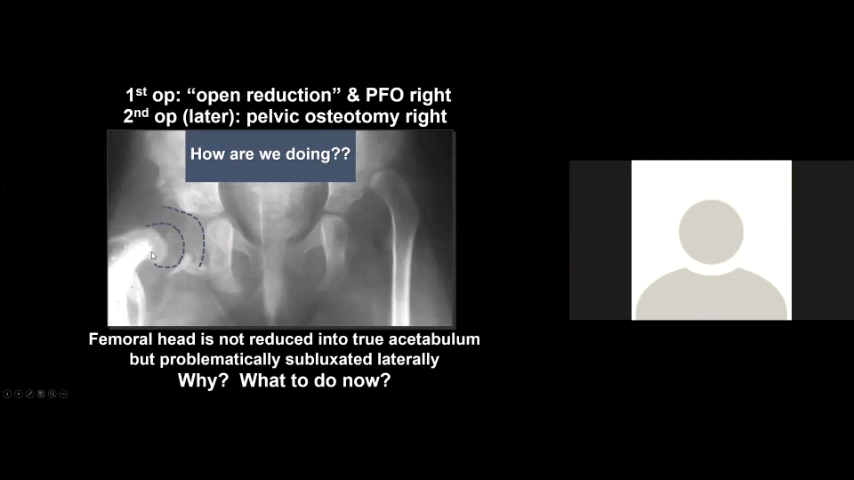 1st op: “open reduction” & PFO right
2nd op (later): pelvic osteotomy right
How are we doing??
Femoral head is not reduced into true acetabulum
but problematically subluxated laterally
Why? What to do now?